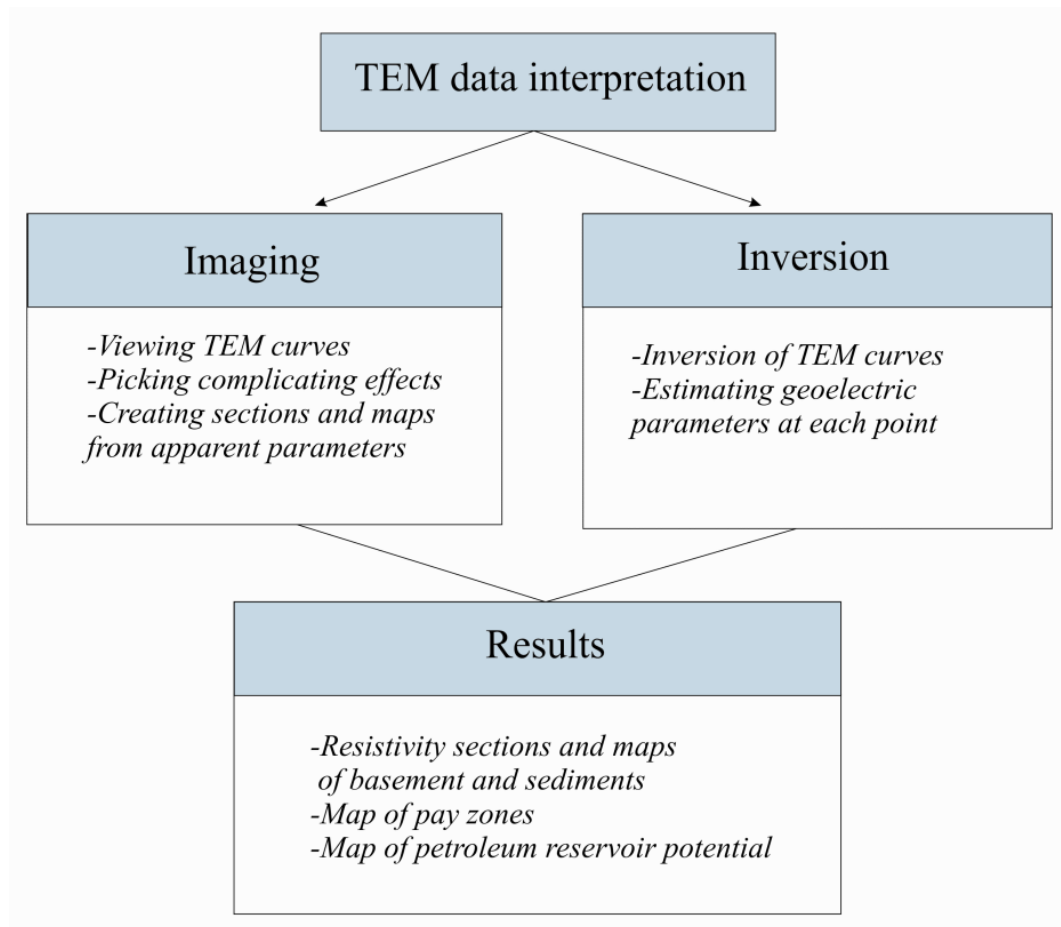 TEM data interpretation
Imaging
-Viewing TEM curves
-Picking complicating effects
-Creating sections and maps
from apparent parameters
Inversion
-Inversion of TEM curves
-Estimating geoelectric
parameters at each point
Results
-Resistivity sections and maps
of basement and sediments
-Map of pay zones
-Map of petroleum reservoir potential